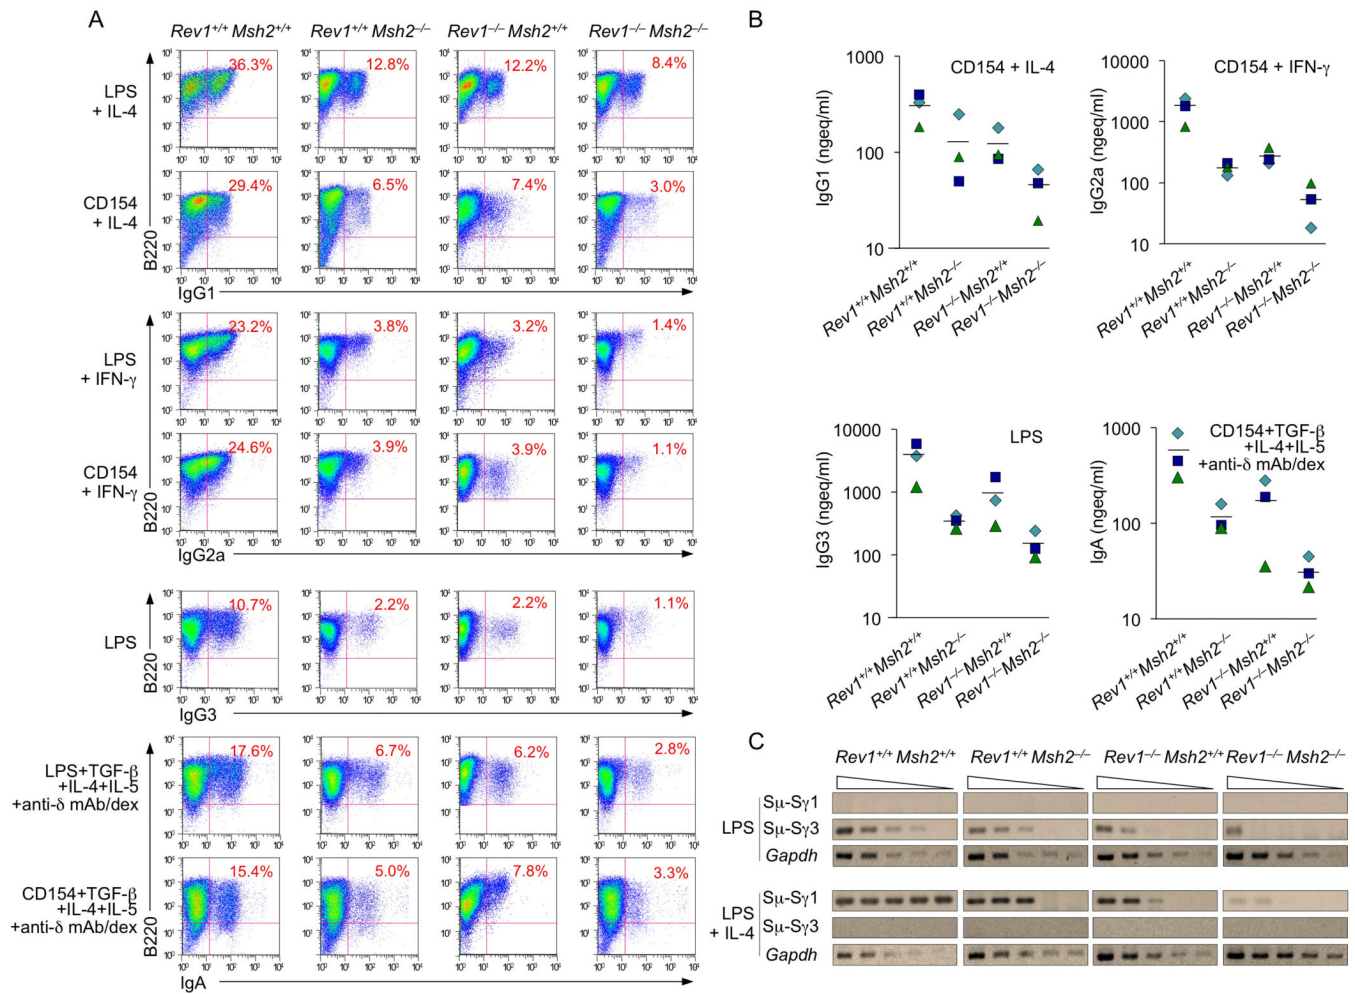 A
Rev1+/+ Msh2+/+ Rev1+/+ Msh2–/– Rev1–/– Msh2+/+ Rev1–/– Msh2–/–
LPS
+ IL-4
36.3% 12.8% 12.2% 8.4%
CD154
+ IL-4
29.4% 6.5% 7.4% 3.0%
B220
IgG1
LPS
+ IFN-γ
23.2% 3.8% 3.2% 1.4%
CD154
+ IFN-γ
24.6% 3.9% 3.9% 1.1%
B220
IgG2a
LPS
10.7% 2.2% 2.2% 1.1%
B220
IgG3
LPS+TGF-β
+IL-4+IL-5
+anti-δ mAb/dex
17.6% 6.7% 6.2% 2.8%
CD154+TGF-β
+IL-4+IL-5
+anti-δ mAb/dex
15.4% 5.0% 7.8% 3.3%
B220
IgA
B
CD154 + IL-4
IgG1 (ngeq/ml)
1000
100
10
Rev1+/+Msh2+/+
Rev1+/+Msh2–/–
Rev1–/–Msh2+/+
Rev1–/–Msh2–/–
CD154 + IFN-γ
IgG2a (ngeq/ml)
10000
1000
100
10
Rev1+/+Msh2+/+
Rev1+/+Msh2–/–
Rev1–/–Msh2+/+
Rev1–/–Msh2–/–
LPS
IgG3 (ngeq/ml)
10000
1000
100
10
Rev1+/+Msh2+/+
Rev1+/+Msh2–/–
Rev1–/–Msh2+/+
Rev1–/–Msh2–/–
CD154+TGF-β
+IL-4+IL-5
+anti-δ mAb/dex
IgA (ngeq/ml)
1000
100
10
Rev1+/+Msh2+/+
Rev1+/+Msh2–/–
Rev1–/–Msh2+/+
Rev1–/–Msh2–/–
C
Rev1+/+ Msh2+/+ Rev1+/+ Msh2–/– Rev1–/– Msh2+/+ Rev1–/– Msh2–/–
LPS
Sμ-Sγ1
Sμ-Sγ3
Gapdh
LPS
+ IL-4
Sμ-Sγ1
Sμ-Sγ3
Gapdh